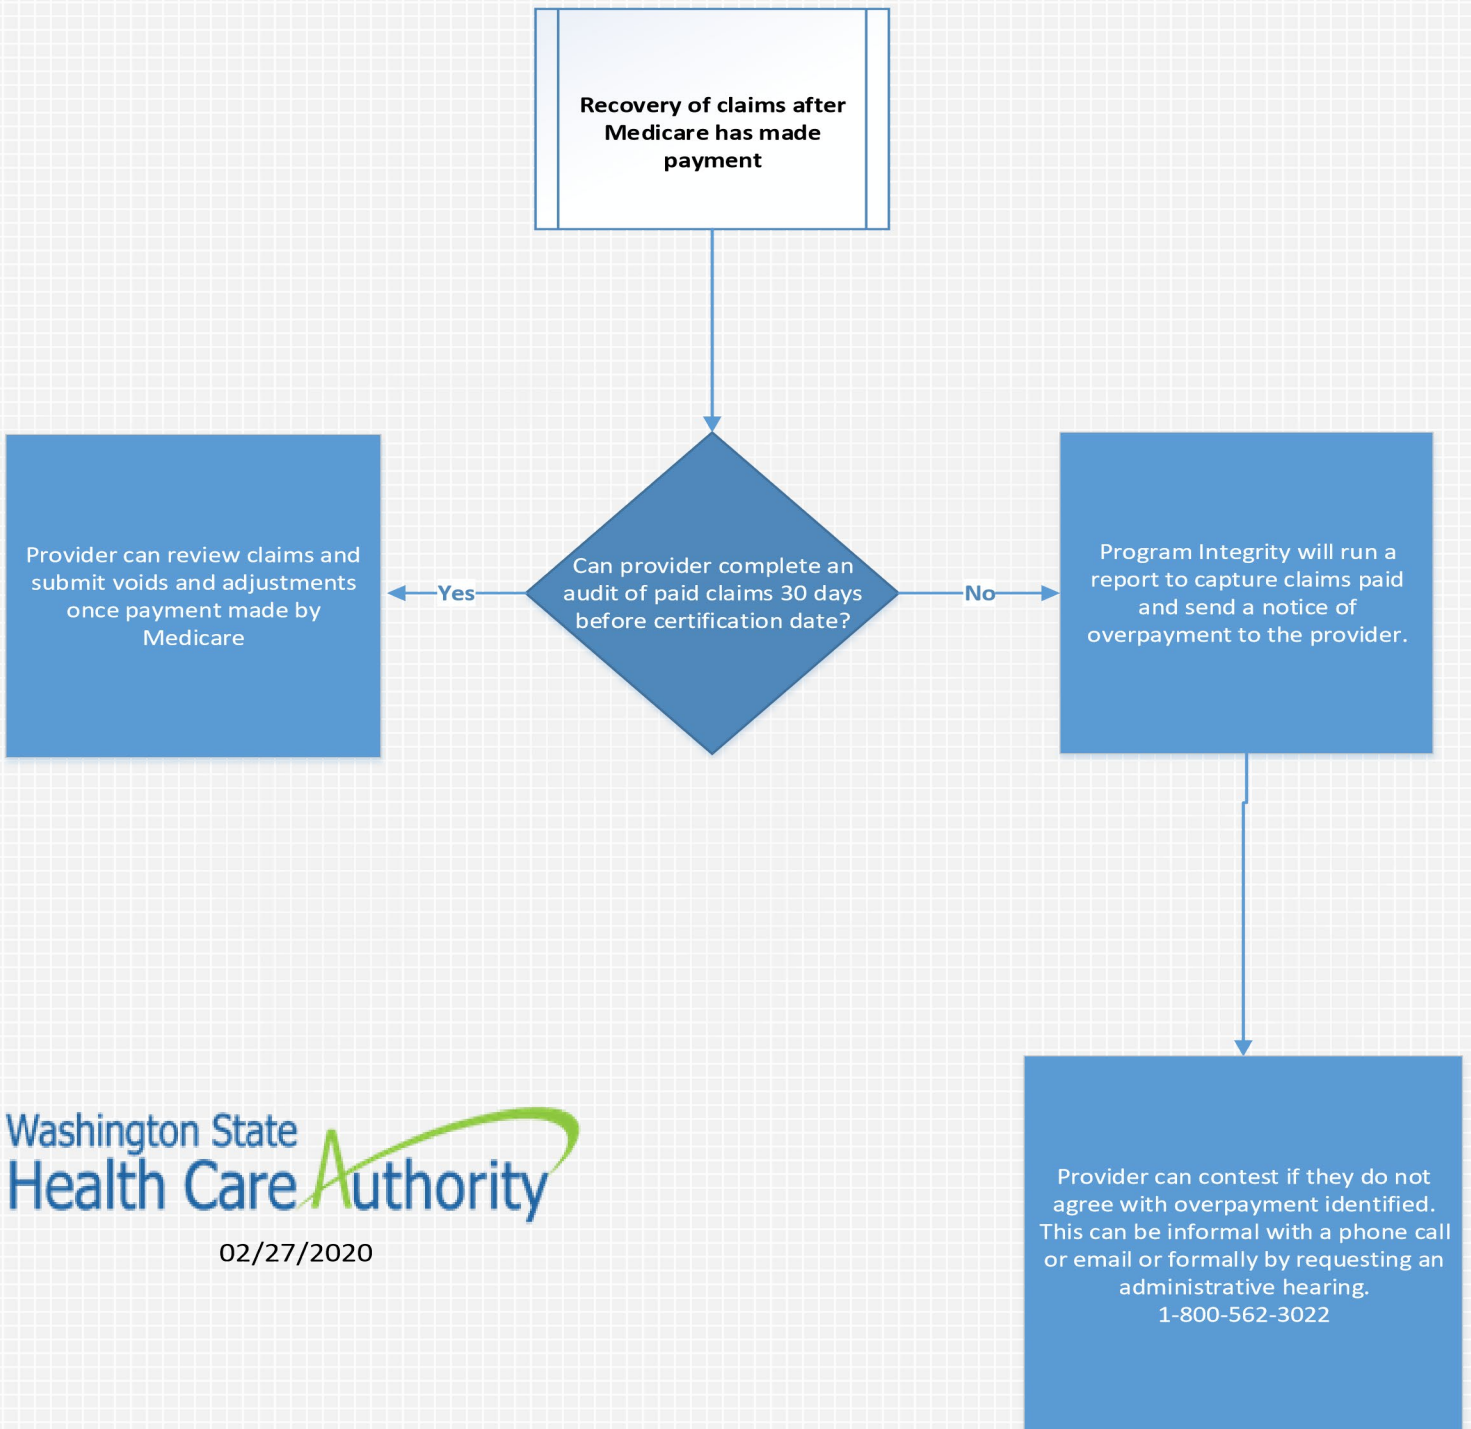 Recovery of claims after
Medicare has made
payment
Provider can review claims and
submit voids and adjustments
once payment made by
Medicare
Yes
Can provider complete an
audit of paid claims 30 days
before certification date?
No
Program Integrity will run a
report to capture claims paid
and send a notice of
overpayment to the provider.
Provider can contest if they do not
agree with overpayment identified.
This can be informal with a phone call
or email or formally by requesting an
administrative hearing.
1-800-562-3022
Washington State
Health Care Authority
02/27/2020